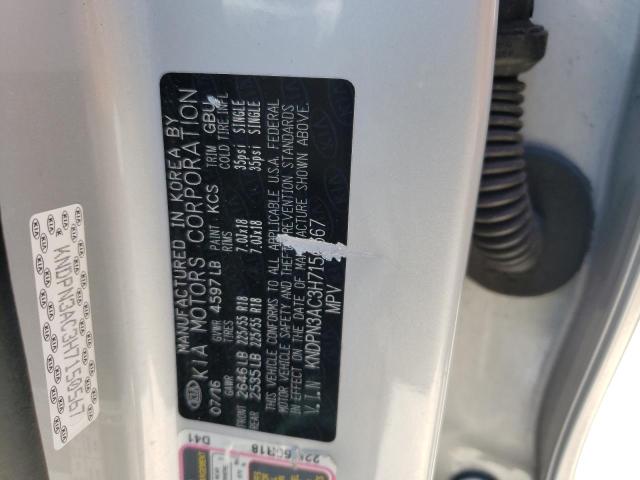 MANUFACTURED IN KOREA BY
KIA MOTORS CORPORATION
07/16 GVWR 4597 LB PAINT KCS TRIM GBU
GAWR TIRES RIMS COLD TIRE INFL
FRONT 2646LB 225/55 R18 7.0JX18 35psi SINGLE
REAR 2535LB 225/55 R18 7.0JX18 35psi SINGLE
THIS VEHICLE CONFORMS TO ALL APPLICABLE U.S.A. FEDERAL
MOTOR VEHICLE SAFETY AND THEFT PREVENTION STANDARDS
IN EFFECT ON THE DATE OF MANUFACTURE SHOWN ABOVE.
V.I.N KNDPN3AC3H7150567
MPV
KNDPN3AC3H7150567
D41